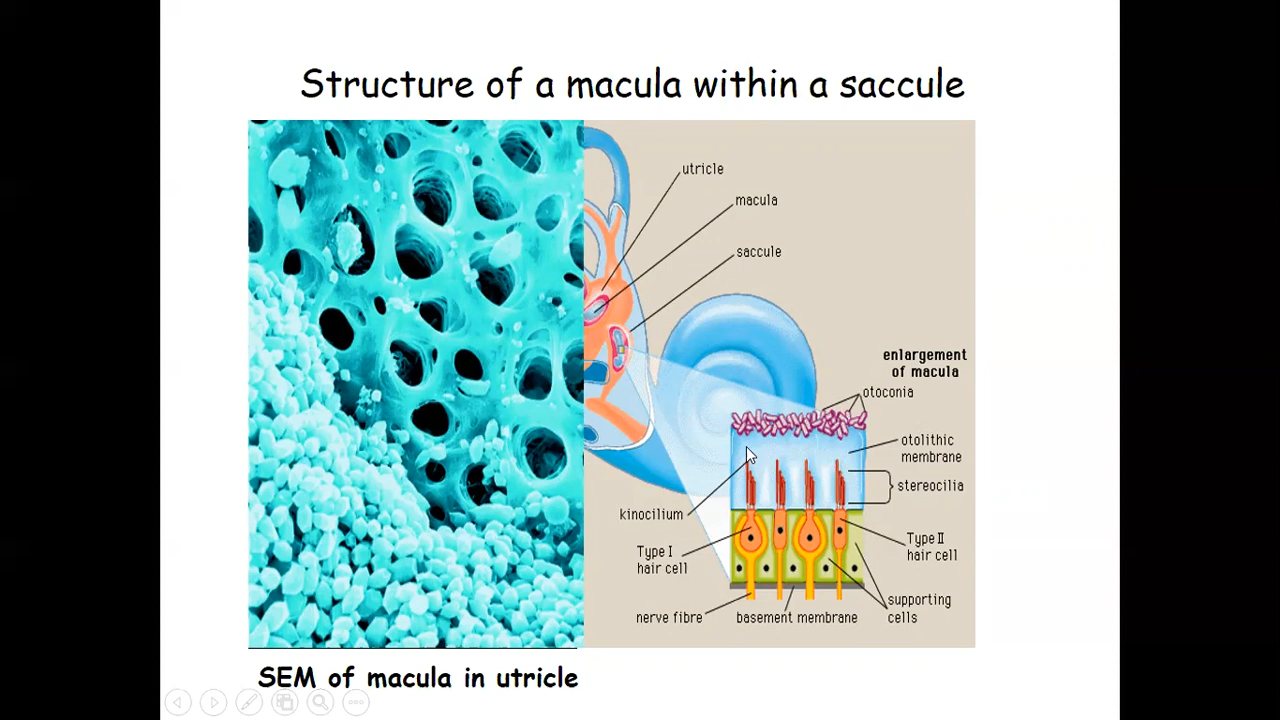 Structure of a macula within a saccule
utricle
macula
saccule
enlargement
of macula
otoconia
otolithic
membrane
stereocilia
kinocilium
Type I
hair cell
Type II
hair cell
nerve fibre
basement membrane
supporting
cells
SEM of macula in utricle